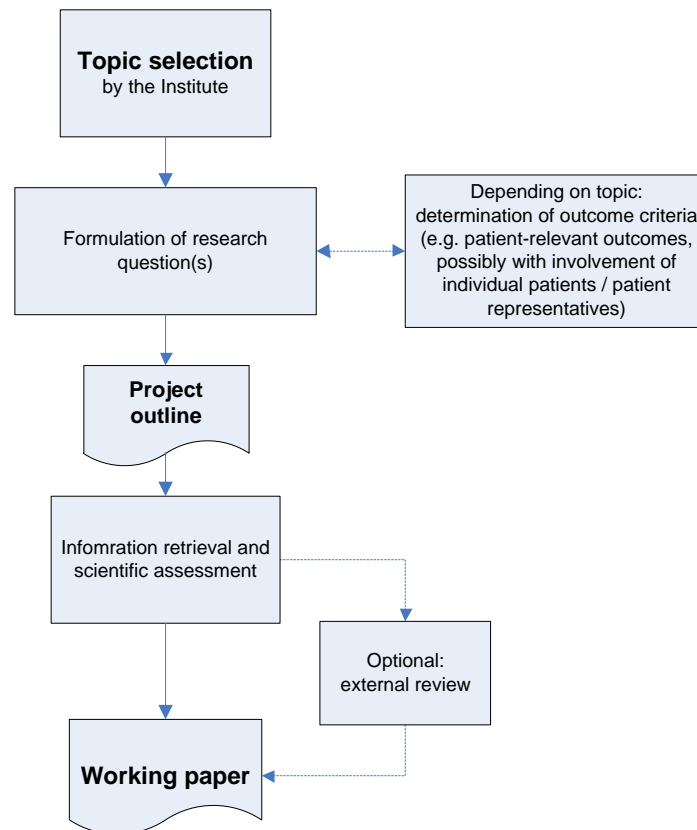 Topic selection
by the Institute
Formulation of research
question(s)
Depending on topic:
determination of outcome criteria
(e.g. patient-relevant outcomes,
possibly with involvement of
individual patients / patient
representatives)
Project
outline
Infomration retrieval and
scientific assessment
Optional:
external review
Working paper